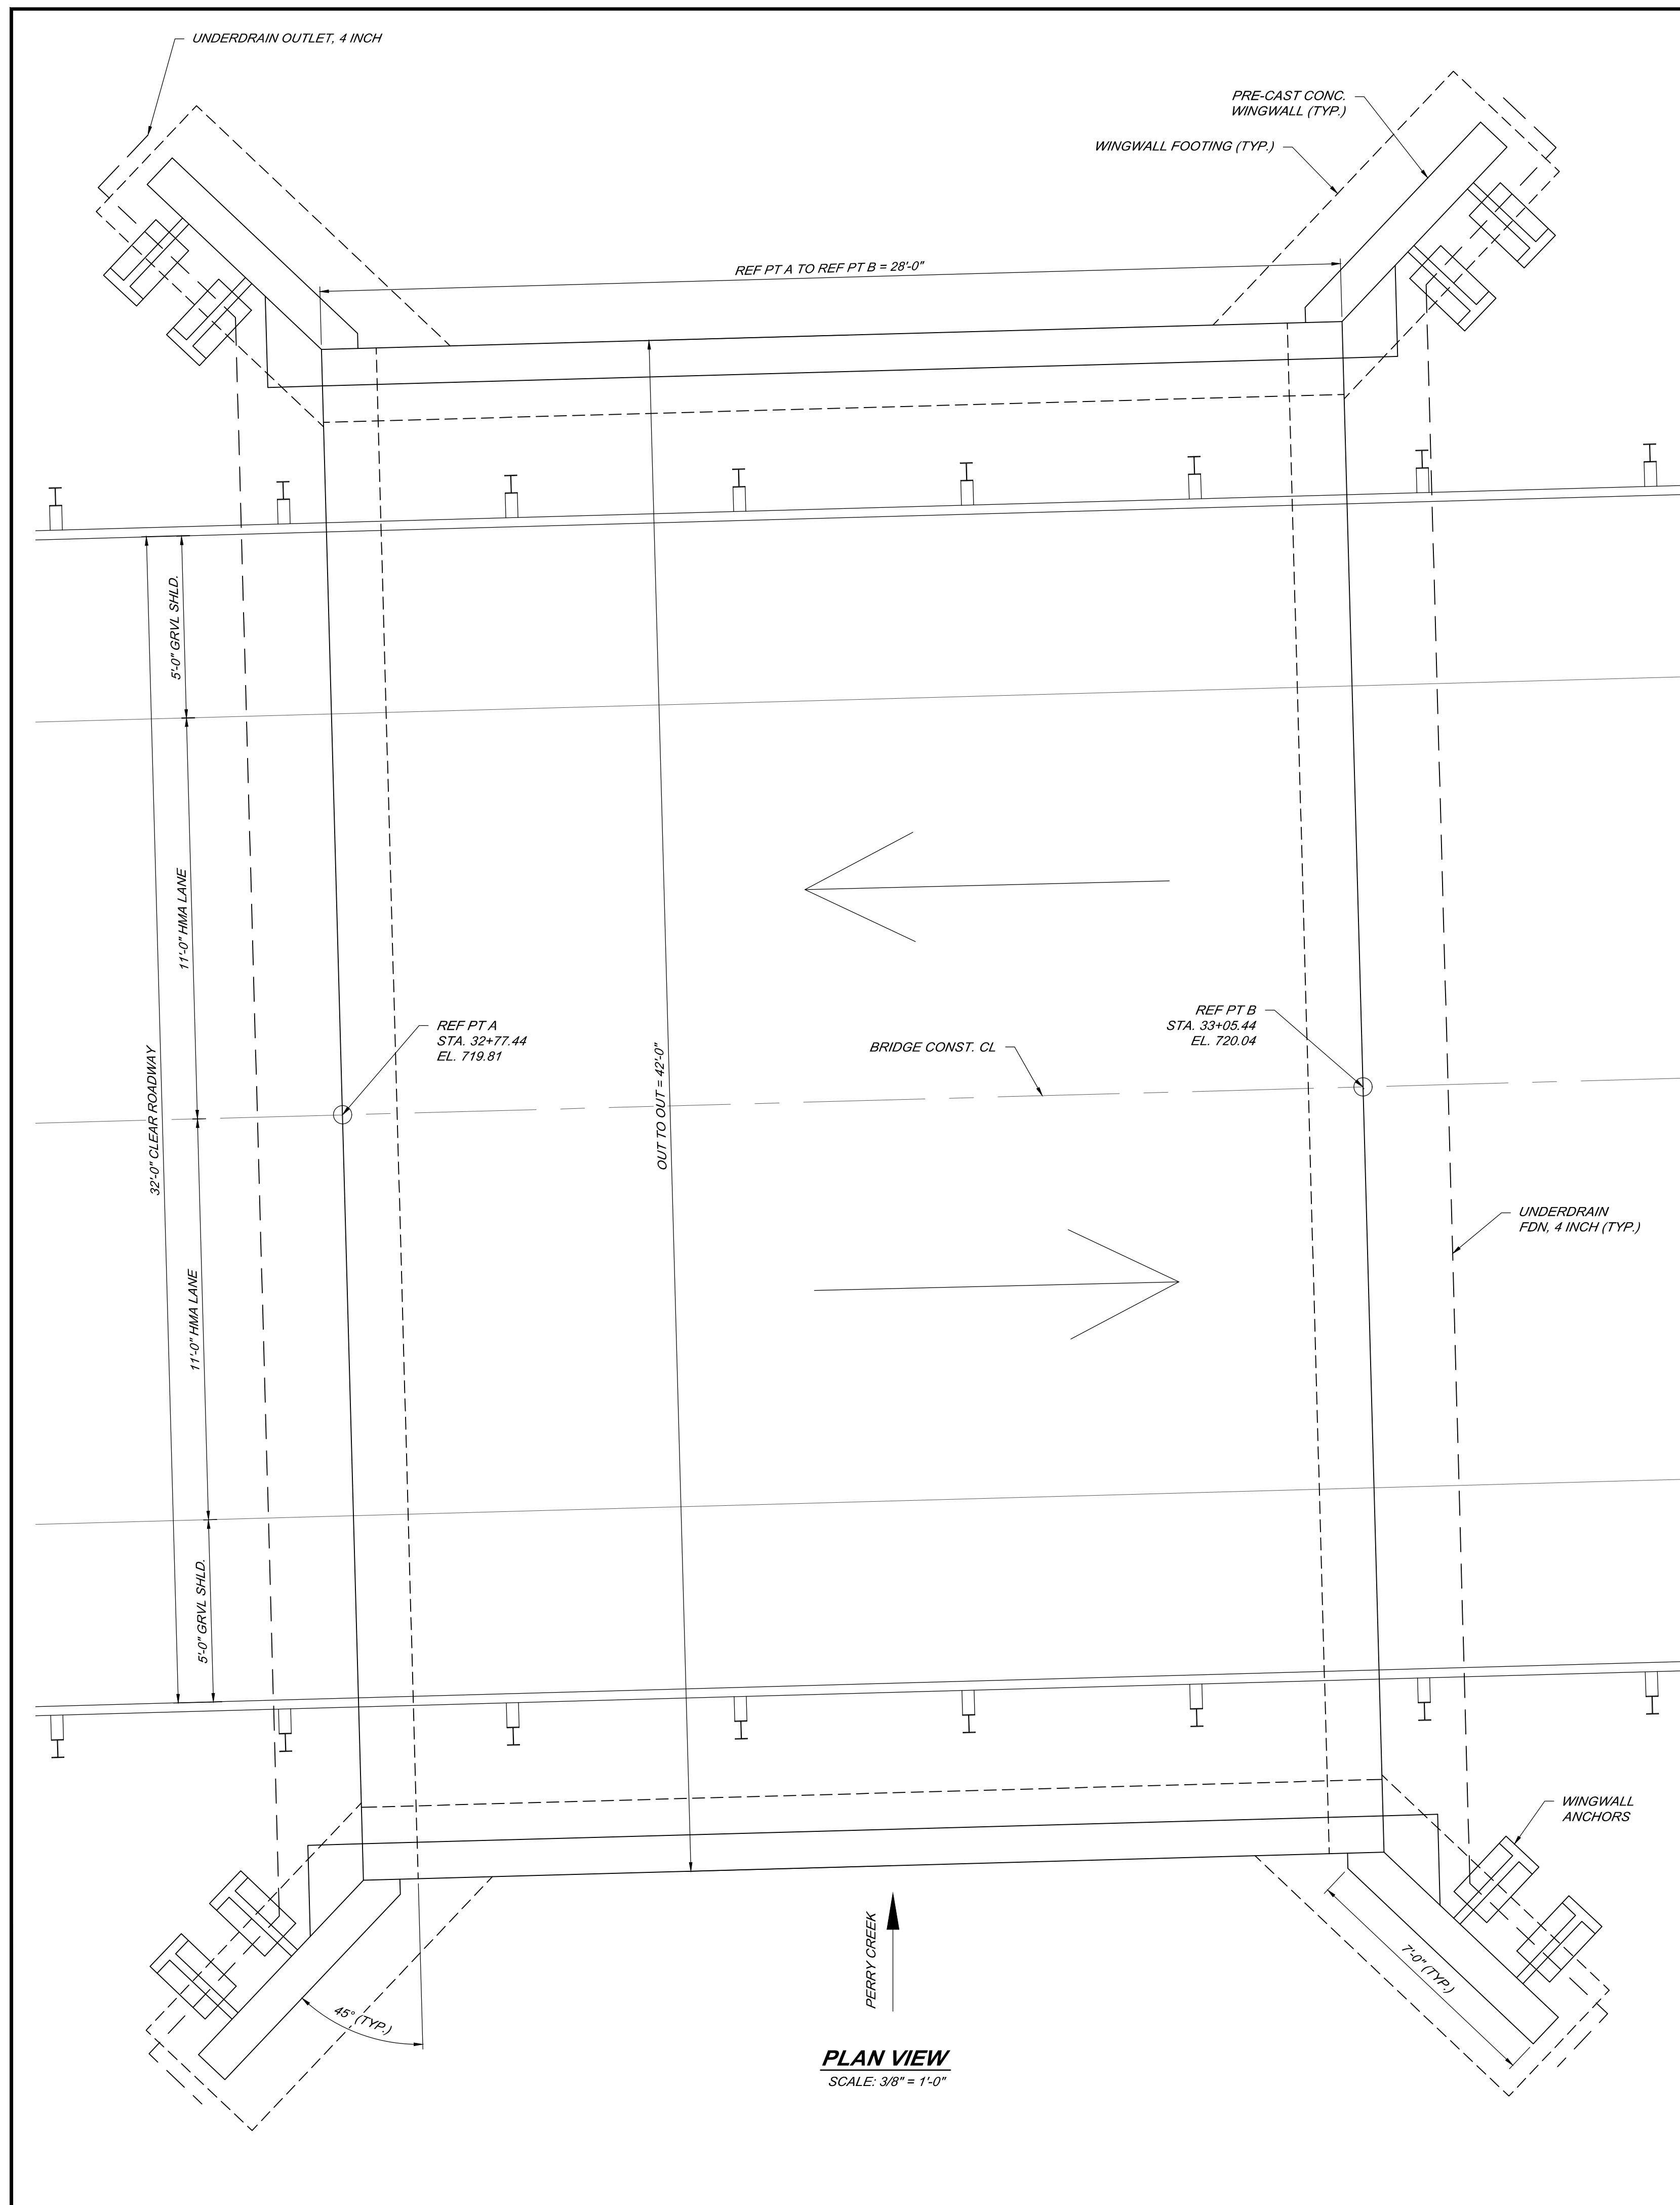 UNDERDRAIN OUTLET, 4 INCH
PRE-CAST CONC.
WINGWALL (TYP.)
WINGWALL FOOTING (TYP.)
REF PT A TO REF PT B = 28'-0"
5'-0" GRVL SHLD.
11'-0" HMA LANE
32'-0" CLEAR ROADWAY
OUT TO OUT = 42'-0"
REF PT A
STA. 32+77.44
EL. 719.81
BRIDGE CONST. CL
REF PT B
STA. 33+05.44
EL. 720.04
UNDERDRAIN
FDN, 4 INCH (TYP.)
11'-0" HMA LANE
5'-0" GRVL SHLD.
WINGWALL
ANCHORS
45° (TYP.)
PERRY CREEK
7'-0" (TYP.)
PLAN VIEW
SCALE: 3/8" = 1'-0"